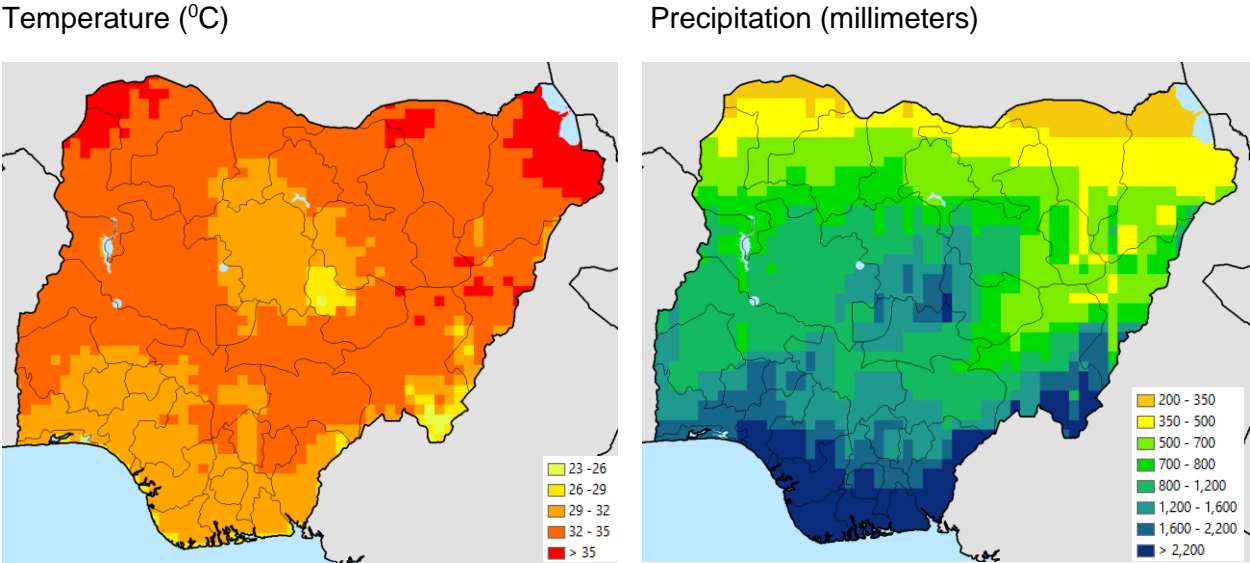 Temperature (⁰C)
Precipitation (millimeters)
23 -26
26 -29
29 - 32
32 - 35
> 35
200 - 350
350 - 500
500 - 700
700 - 800
800 - 1,200
1,200 - 1,600
1,600 - 2,200
> 2,200